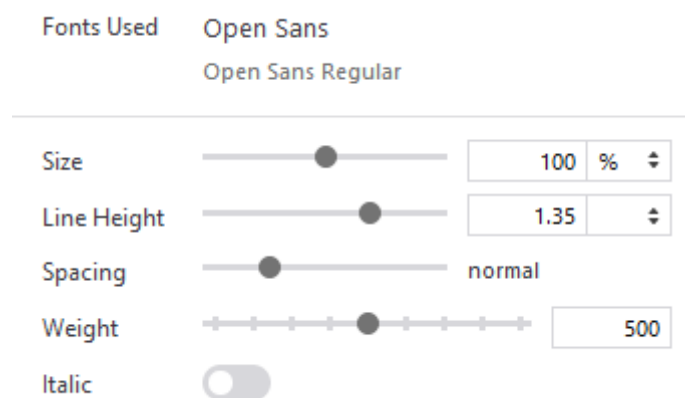 Fonts Used Open Sans
Open Sans Regular
Size 100 %
Line Height 1.35
Spacing normal
Weight 500
Italic